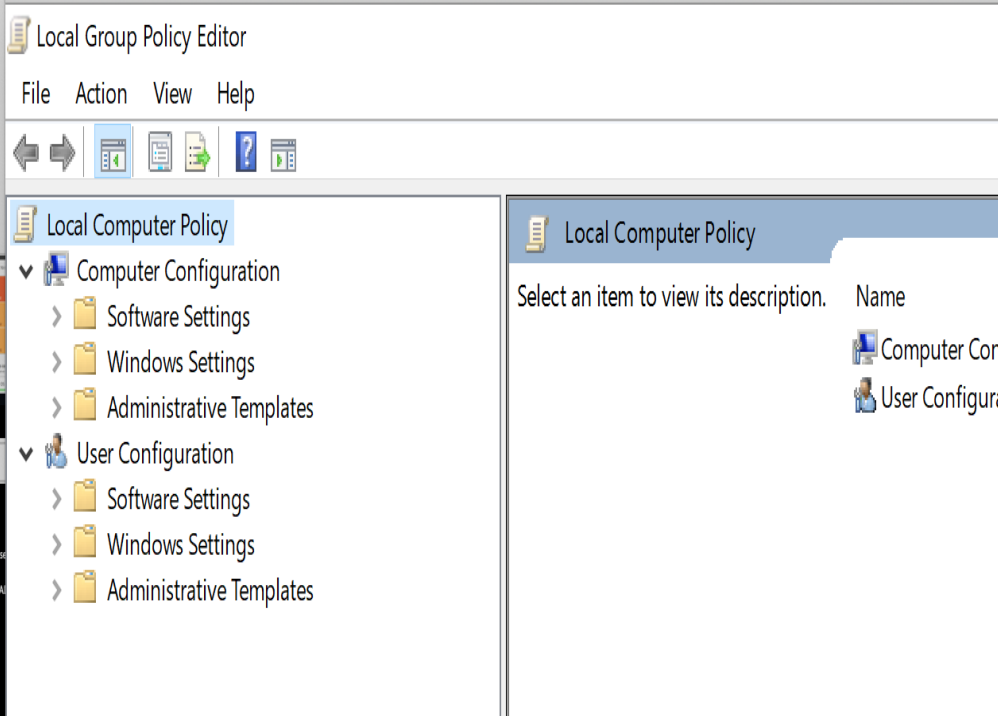 Local Group Policy Editor
File Action View Help
Local Computer Policy
Computer Configuration
Software Settings
Windows Settings
Administrative Templates
User Configuration
Software Settings
Windows Settings
Administrative Templates
Local Computer Policy
Select an item to view its description.
Name
Computer Con
User Configura